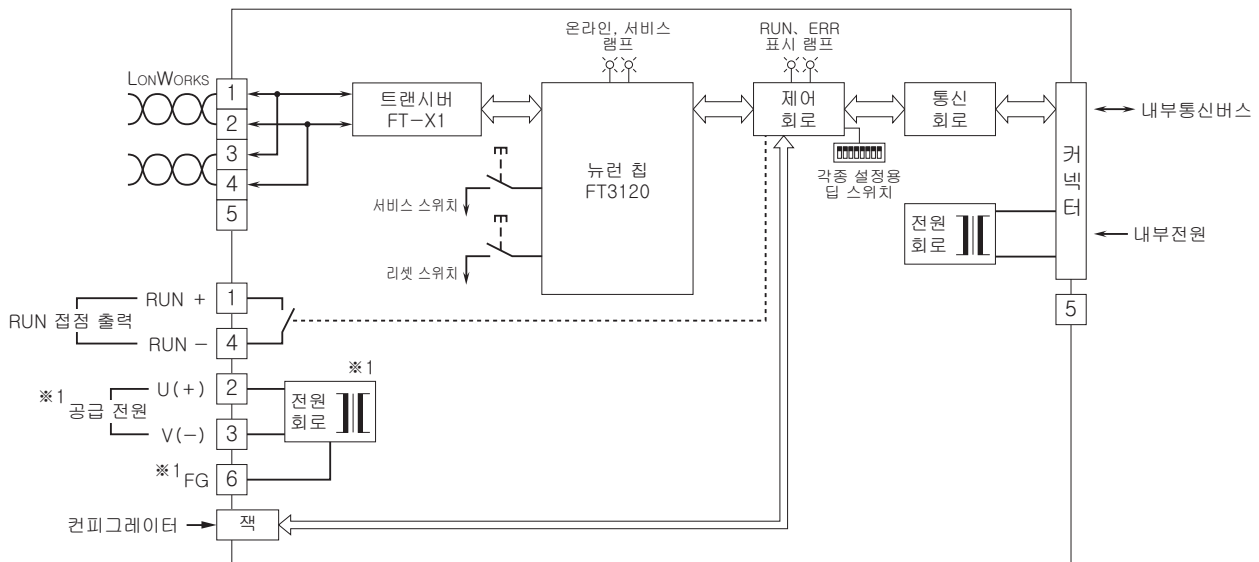 온라인, 서비스
램프
RUN、ERR
표시 램프
LONWORKS
1
2
3
4
5
트랜시버
FT-X1
뉴런 칩
FT3120
제어
회로
통신
회로
커넥터
내부통신버스
각종 설정용
딥 스위치
서비스 스위치
리셋 스위치
전원
회로
내부전원
5
RUN 접점 출력
RUN +
1
RUN −
4
※1 공급 전원
U(+)
2
V(−)
3
※1
전원
회로
※1 FG
6
컨피그레이터
잭